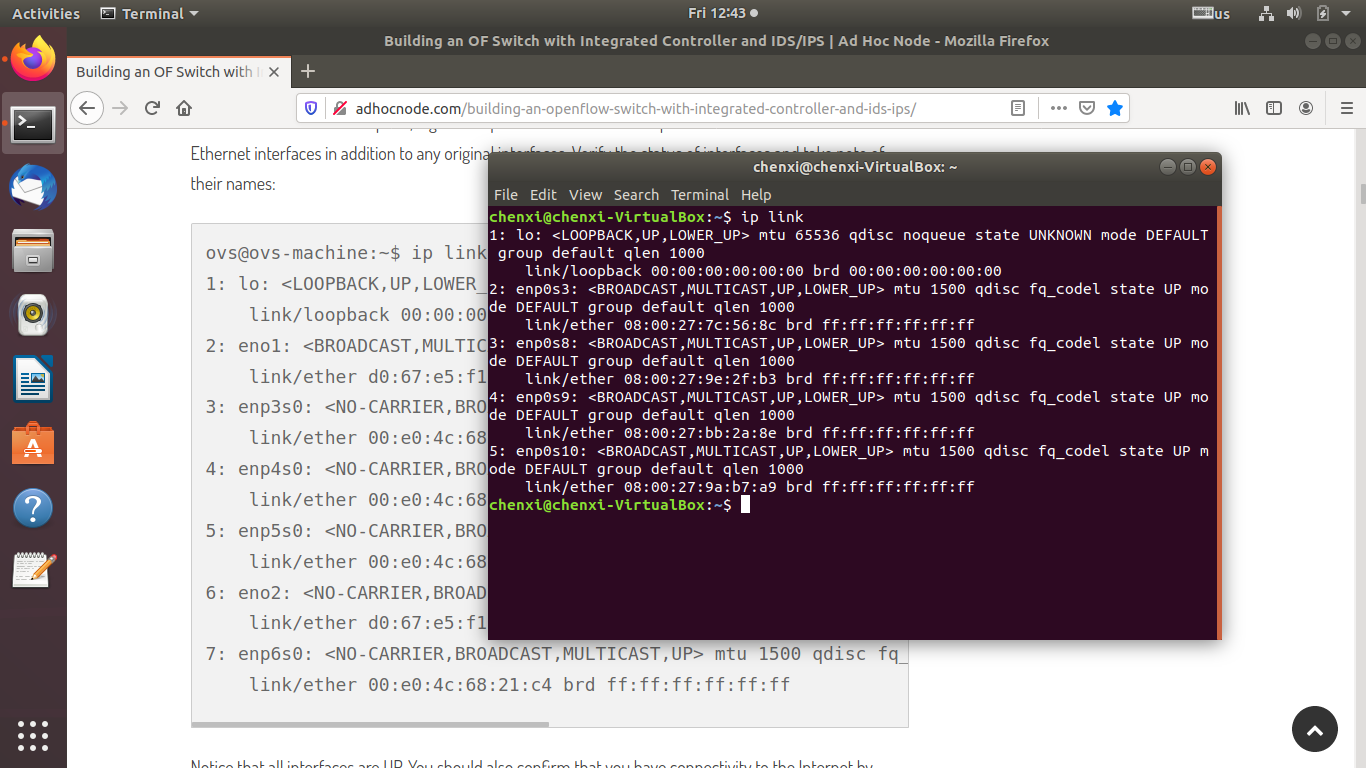 Activities
Terminal
Fri 12:43
us
Building an OF Switch with Integrated Controller and IDS/IPS | Ad Hoc Node - Mozilla Firefox
Building an OF Switch with I
adhocnode.com/building-an-openflow-switch-with-integrated-controller-and-ids-ips/
Ethernet interfaces in addition to any original interfaces. Verify the status of interfaces and take note of
their names:
ovs@ovs-machine:~$ ip link
1: lo: <LOOPBACK,UP,LOWER_
link/loopback 00:00:00
2: eno1: <BROADCAST,MULTIC
link/ether d0:67:e5:f1
3: enp3s0: <NO-CARRIER,BRO
link/ether 00:e0:4c:68
4: enp4s0: <NO-CARRIER,BRO
link/ether 00:e0:4c:68
5: enp5s0: <NO-CARRIER,BRO
link/ether 00:e0:4c:68
6: eno2: <NO-CARRIER,BROAD
link/ether d0:67:e5:f1
7: enp6s0: <NO-CARRIER,BROADCAST,MULTICAST,UP> mtu 1500 qdisc fq_
link/ether 00:e0:4c:68:21:c4 brd ff:ff:ff:ff:ff:ff
Notice that all interfaces are UP. You should also confirm that you have connectivity to the Internet by
chenxi@chenxi-VirtualBox: ~
File Edit View Search Terminal Help
chenxi@chenxi-VirtualBox:~$ ip link
1: lo: <LOOPBACK,UP,LOWER_UP> mtu 65536 qdisc noqueue state UNKNOWN mode DEFAULT
group default qlen 1000
link/loopback 00:00:00:00:00:00 brd 00:00:00:00:00:00
2: enp0s3: <BROADCAST,MULTICAST,UP,LOWER_UP> mtu 1500 qdisc fq_codel state UP mo
de DEFAULT group default qlen 1000
link/ether 08:00:27:7c:56:8c brd ff:ff:ff:ff:ff:ff
3: enp0s8: <BROADCAST,MULTICAST,UP,LOWER_UP> mtu 1500 qdisc fq_codel state UP mo
de DEFAULT group default qlen 1000
link/ether 08:00:27:9e:2f:b3 brd ff:ff:ff:ff:ff:ff
4: enp0s9: <BROADCAST,MULTICAST,UP,LOWER_UP> mtu 1500 qdisc fq_codel state UP mo
de DEFAULT group default qlen 1000
link/ether 08:00:27:bb:2a:8e brd ff:ff:ff:ff:ff:ff
5: enp0s10: <BROADCAST,MULTICAST,UP,LOWER_UP> mtu 1500 qdisc fq_codel state UP m
ode DEFAULT group default qlen 1000
link/ether 08:00:27:9a:b7:a9 brd ff:ff:ff:ff:ff:ff
chenxi@chenxi-VirtualBox:~$